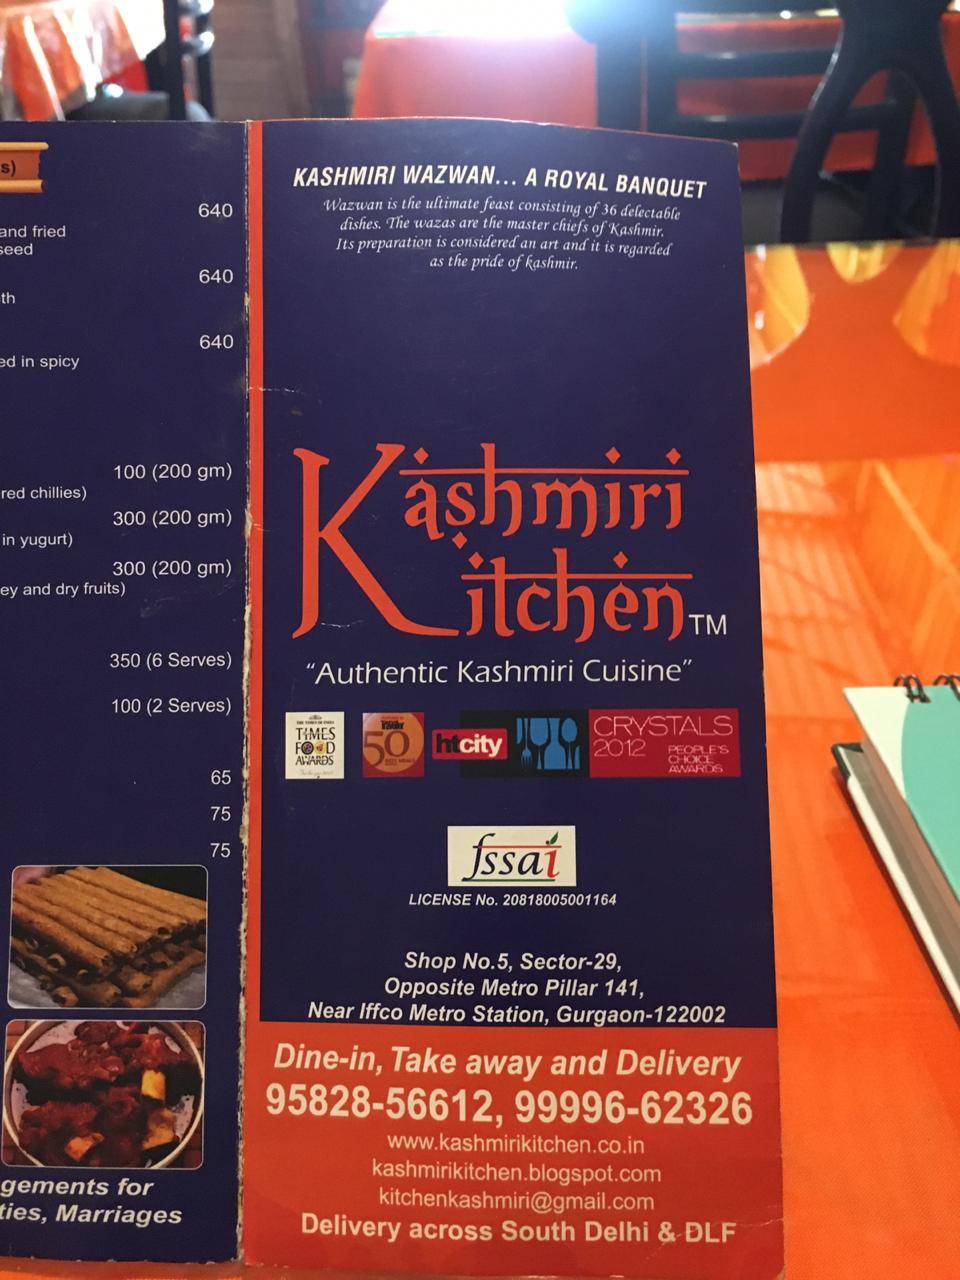 s)
640
and fried
seed
640
th
640
ed in spicy
100 (200 gm)
red chillies)
300 (200 gm)
in yugurt)
300 (200 gm)
ey and dry fruits)
350 (6 Serves)
100 (2 Serves)
65
75
75
gements for
ties, Marriages
KASHMIRI WAZWAN... A ROYAL BANQUET
Wazwan is the ultimate feast consisting of 36 delectable
dishes. The wazas are the master chiefs of Kashmir.
Its preparation is considered an art and it is regarded
as the pride of kashmir.
Kashmiri
Kitchen TM
"Authentic Kashmiri Cuisine"
THE TIMES OF INDIA
TIMES
FOOD
AWARDS
50
htcity
CRYSTALS
2012 PEOPLE'S
CHOICE
AWARDS
fssai
LICENSE No. 20818005001164
Shop No.5, Sector-29,
Opposite Metro Pillar 141,
Near Iffco Metro Station, Gurgaon-122002
Dine-in, Take away and Delivery
95828-56612, 99996-62326
www.kashmirikitchen.co.in
kashmirikitchen.blogspot.com
kitchenkashmiri@gmail.com
Delivery across South Delhi & DLF